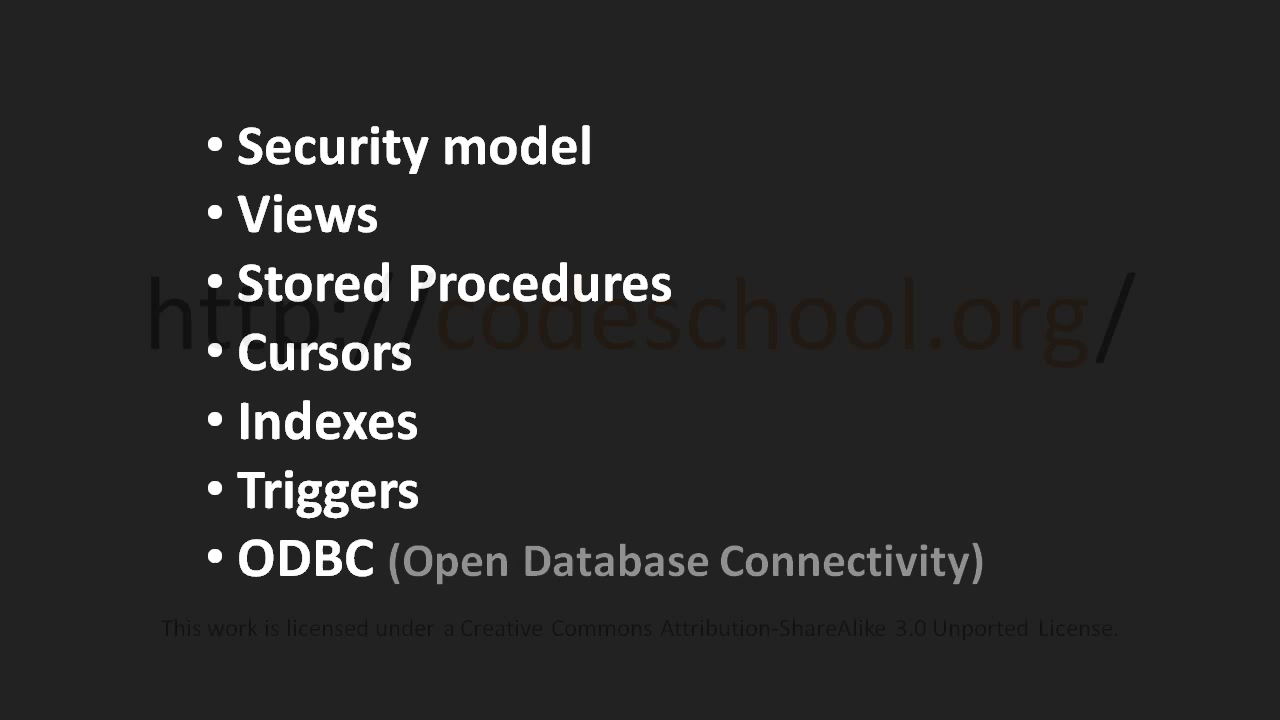 • Security model
• Views
• Stored Procedures
http://codeschool.org/
• Cursors
• Indexes
• Triggers
• ODBC (Open Database Connectivity)
This work is licensed under a Creative Commons Attribution-ShareAlike 3.0 Unported License.